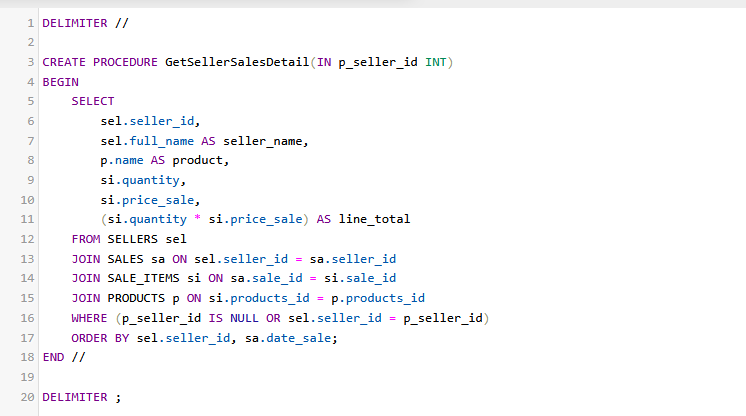 1 DELIMITER //
2
3 CREATE PROCEDURE GetSellerSalesDetail(IN p_seller_id INT)
4 BEGIN
5     SELECT
6         sel.seller_id,
7         sel.full_name AS seller_name,
8         p.name AS product,
9         si.quantity,
10         si.price_sale,
11         (si.quantity * si.price_sale) AS line_total
12     FROM SELLERS sel
13     JOIN SALES sa ON sel.seller_id = sa.seller_id
14     JOIN SALE_ITEMS si ON sa.sale_id = si.sale_id
15     JOIN PRODUCTS p ON si.products_id = p.products_id
16     WHERE (p_seller_id IS NULL OR sel.seller_id = p_seller_id)
17     ORDER BY sel.seller_id, sa.date_sale;
18 END //
19
20 DELIMITER ;